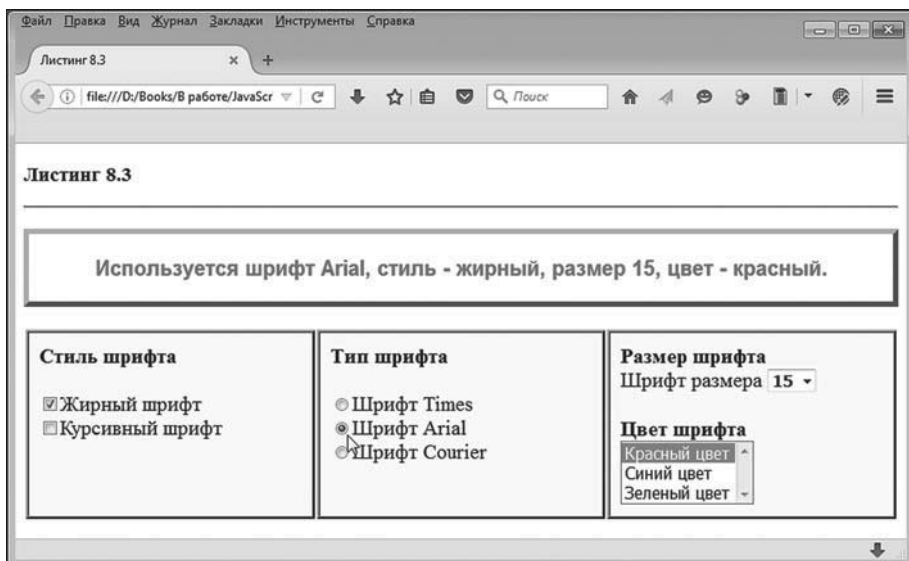 Файл Правка Вид Журнал Закладки Инструменты Справка
Листинг 8.3
file:///D:/Books/В работе/JavaScr
Поиск
Листинг 8.3
Используется шрифт Arial, стиль - жирный, размер 15, цвет - красный.
Стиль шрифта
Жирный шрифт
Курсивный шрифт
Тип шрифта
Шрифт Times
Шрифт Arial
Шрифт Courier
Размер шрифта
Шрифт размера 15
Цвет шрифта
Красный цвет
Синий цвет
Зеленый цвет